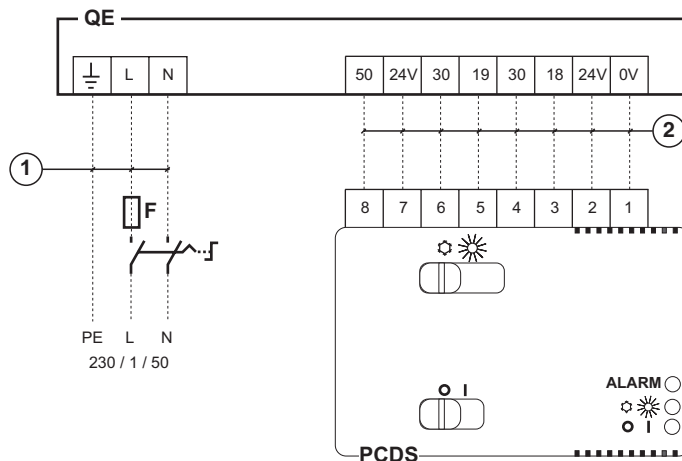 QE
L N
50 24V 30 19 30 18 24V 0V
1
2
F
8 7 6 5 4 3 2 1
PE L N
230 / 1 / 50
ALARM
O I
O I
PCDS